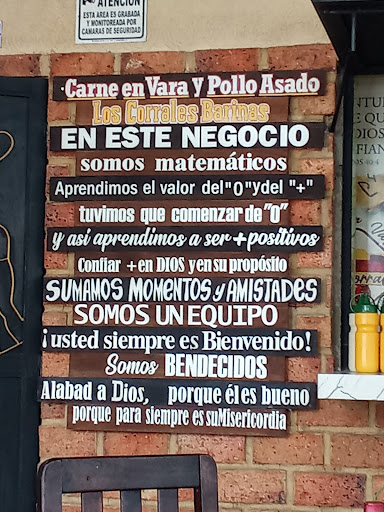 ATENCIÓN
ESTA AREA ES GRABADA
Y MONITOREADA POR
CAMARAS DE SEGURIDAD
Carne en Vara y Pollo Asado
Los Corrales Barinas
EN ESTE NEGOCIO
somos matemáticos
Aprendimos el valor del "0" y del "+"
tuvimos que comenzar de "0"
y así aprendimos a ser + positivos
Confiar + en DIOS y en su propósito
SUMANOS MOMENTOS y AMISTADES
SOMOS UN EQUIPO
¡usted siempre es Bienvenido!
Somos BENDECIDOS
Alabad a Dios, porque él es bueno
porque para siempre es su Misericordia